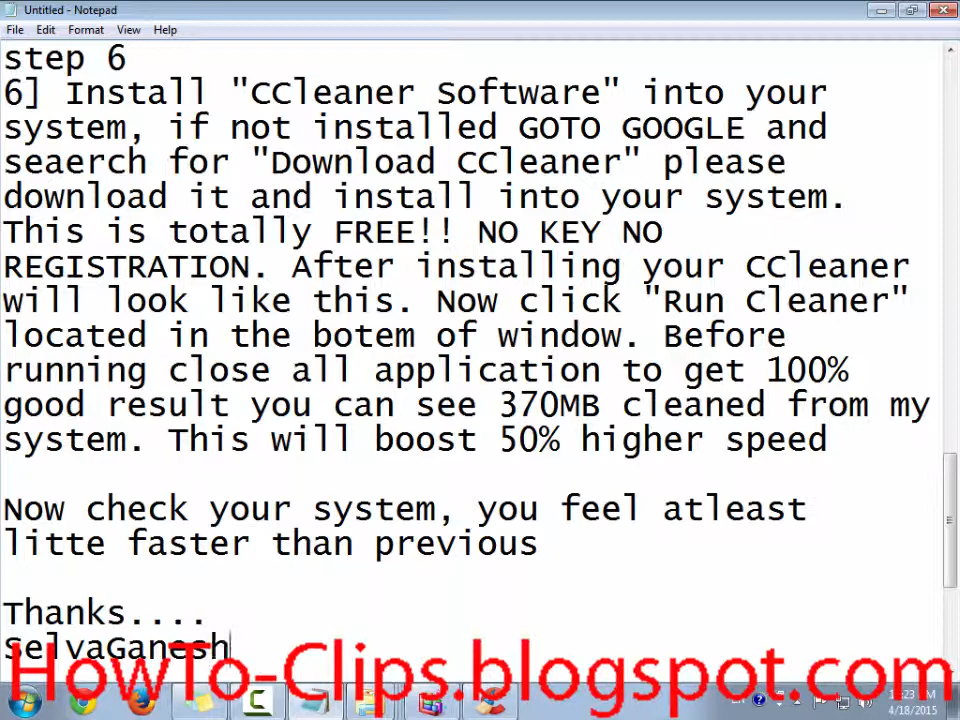 Untitled - Notepad
File Edit Format View Help
step 6
6] Install "CCleaner Software" into your
system, if not installed GOTO GOOGLE and
seaerch for "Download CCleaner" please
download it and install into your system.
This is totally FREE!! NO KEY NO
REGISTRATION. After installing your CCleaner
will look like this. Now click "Run Cleaner"
located in the botem of window. Before
running close all application to get 100%
good result you can see 370MB cleaned from my
system. This will boost 50% higher speed
Now check your system, you feel atleast
litte faster than previous
Thanks....
SelvaGanesh
HowTo-Clips.blogspot.com
4/18/2015